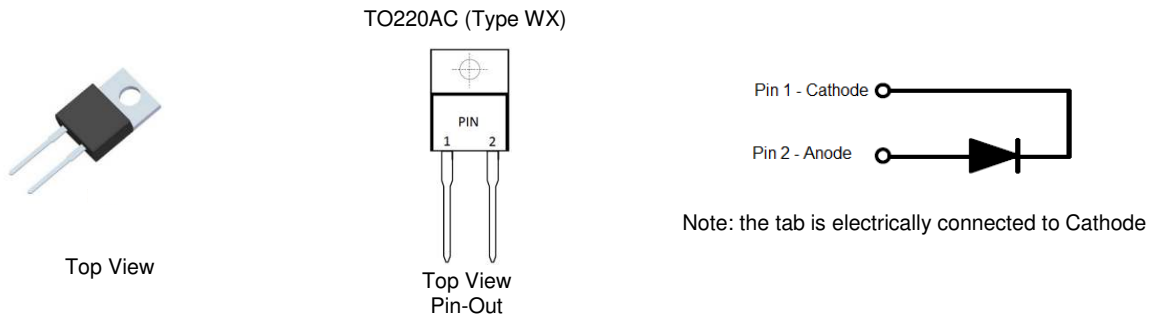 TO220AC (Type WX)
PIN
1 2
Top View
Top View
Pin-Out
Pin 1 - Cathode
Pin 2 - Anode
Note: the tab is electrically connected to Cathode